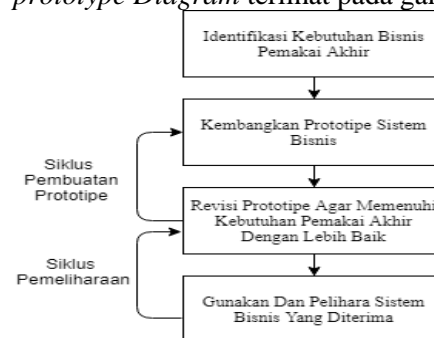 prototype Diagram terlihat pada gam
Identifikasi Kebutuhan Bisnis
Pemakai Akhir
Kembangkan Prototipe Sistem
Bisnis
Siklus
Pembuatan
Prototipe
Revisi Prototipe Agar Memenuhi
Kebutuhan Pemakai Akhir
Dengan Lebih Baik
Siklus
Pemeliharaan
Gunakan Dan Pelihara Sistem
Bisnis Yang Diterima